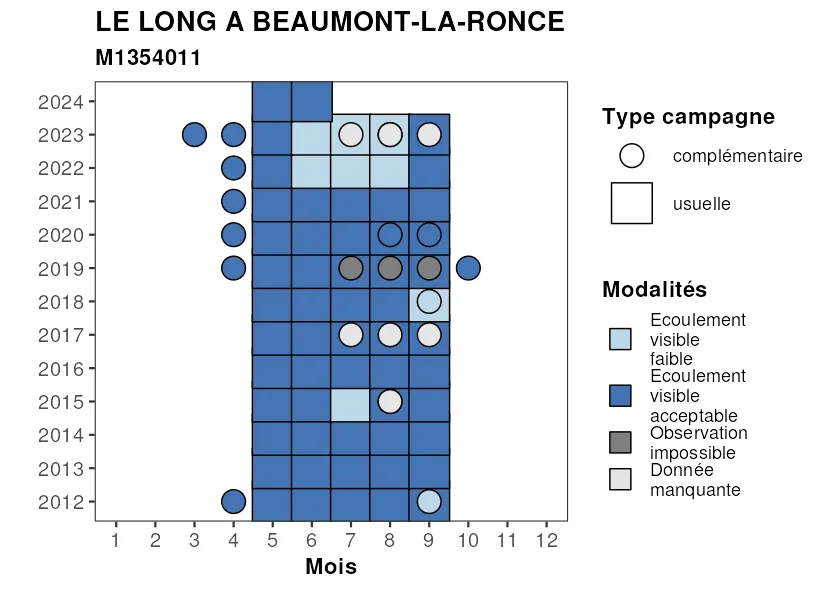 LE LONG A BEAUMONT-LA-RONCE
M1354011
2024
2023
2022
2021
2020
2019
2018
2017
2016
2015
2014
2013
2012
1 2 3 4 5 6 7 8 9 10 11 12
Mois
Type campagne
complémentaire
usuelle
Modalités
Ecoulement
visible
faible
Ecoulement
visible
acceptable
Observation
impossible
Donnée
manquante